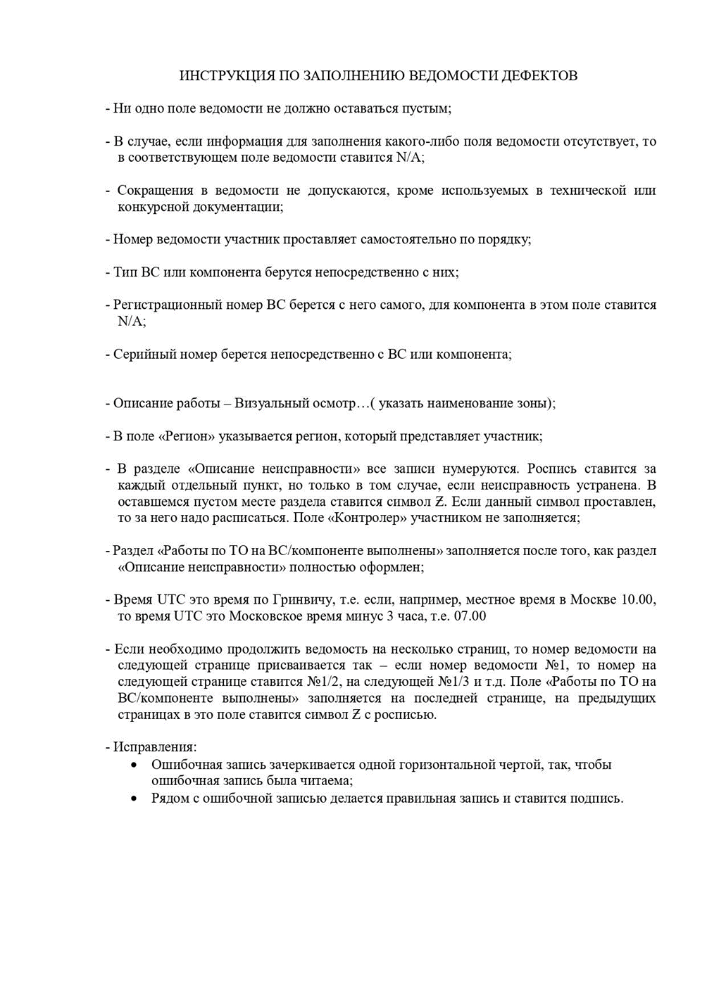 ИНСТРУКЦИЯ ПО ЗАПОЛНЕНИЮ ВЕДОМОСТИ ДЕФЕКТОВ
- Ни одно поле ведомости не должно оставаться пустым;
- В случае, если информация для заполнения какого-либо поля ведомости отсутствует, то
в соответствующем поле ведомости ставится N/A;
- Сокращения в ведомости не допускаются, кроме используемых в технической или
конкурсной документации;
- Номер ведомости участник проставляет самостоятельно по порядку;
- Тип ВС или компонента берутся непосредственно с них;
- Регистрационный номер ВС берется с него самого, для компонента в этом поле ставится
N/A;
- Серийный номер берется непосредственно с ВС или компонента;
- Описание работы – Визуальный осмотр…( указать наименование зоны);
- В поле «Регион» указывается регион, который представляет участник;
- В разделе «Описание неисправности» все записи нумеруются. Роспись ставится за
каждый отдельный пункт, но только в том случае, если неисправность устранена. В
оставшемся пустом месте раздела ставится символ Ƶ. Если данный символ проставлен,
то за него надо расписаться. Поле «Контролер» участником не заполняется;
- Раздел «Работы по ТО на ВС/компоненте выполнены» заполняется после того, как раздел
«Описание неисправности» полностью оформлен;
- Время UTC это время по Гринвичу, т.е. если, например, местное время в Москве 10.00,
то время UTC это Московское время минус 3 часа, т.е. 07.00
- Если необходимо продолжить ведомость на несколько страниц, то номер ведомости на
следующей странице присваивается так – если номер ведомости №1, то номер на
следующей странице ставится №1/2, на следующей №1/3 и т.д. Поле «Работы по ТО на
ВС/компоненте выполнены» заполняется на последней странице, на предыдущих
страницах в это поле ставится символ Ƶ с росписью.
- Исправления:
• Ошибочная запись зачеркивается одной горизонтальной чертой, так, чтобы
ошибочная запись была читаема;
• Рядом с ошибочной записью делается правильная запись и ставится подпись.